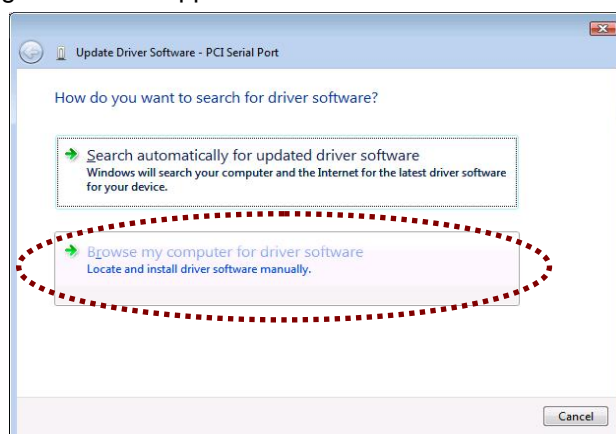 Update Driver Software - PCI Serial Port
How do you want to search for driver software?
Search automatically for updated driver software
Windows will search your computer and the Internet for the latest driver software
for your device.
Browse my computer for driver software
Locate and install driver software manually.
Cancel